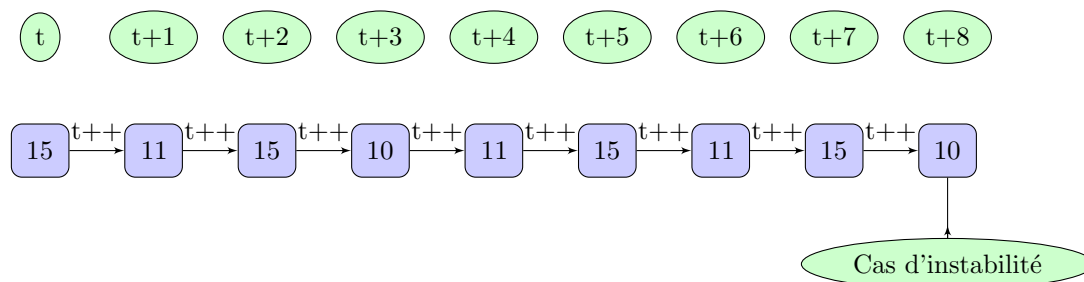 t t+1 t+2 t+3 t+4 t+5 t+6 t+7 t+8
t++ t++ t++ t++ t++ t++ t++ t++
15 11 15 10 11 15 11 15 10
Cas d'instabilité